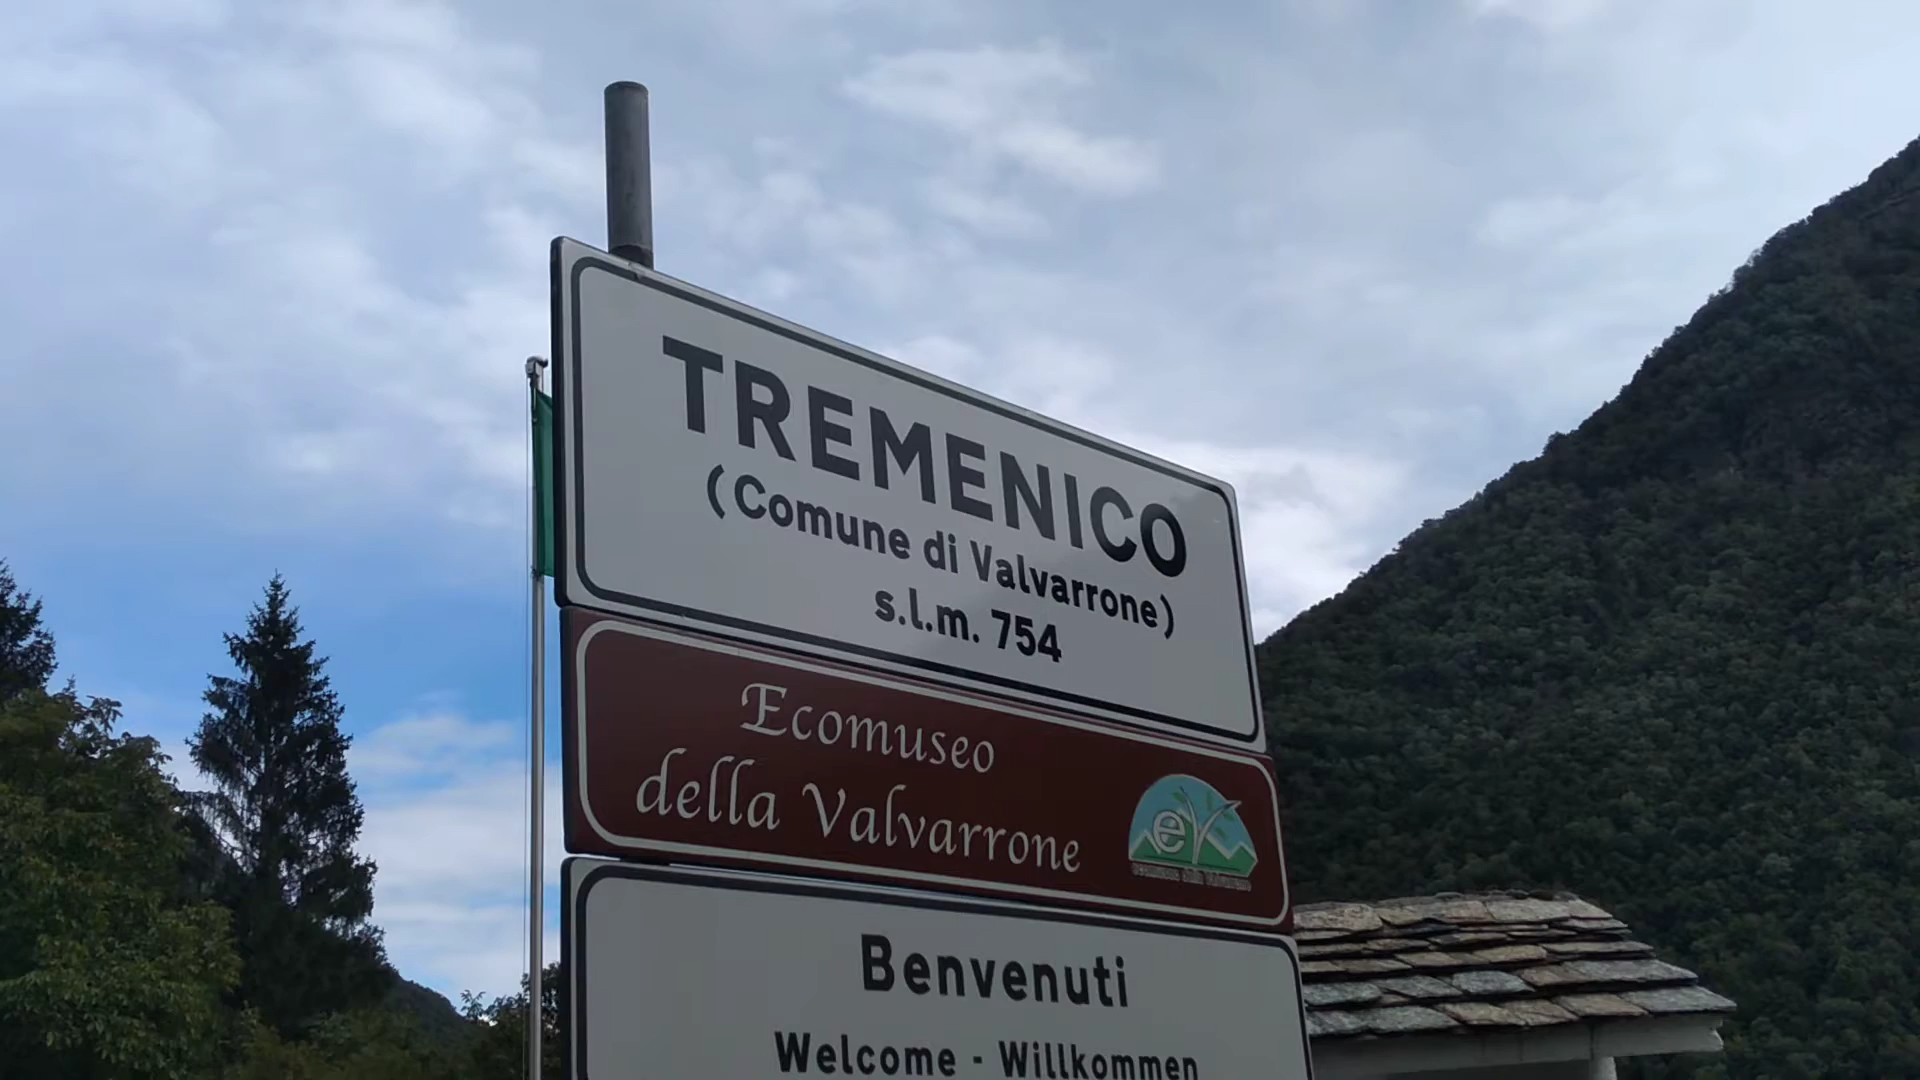 TREMENICO
(Comune di Valvarrone)
s.l.m. 754
Ecomuseo
della Valvarrone
eV
Benvenuti
Welcome - Willkommen